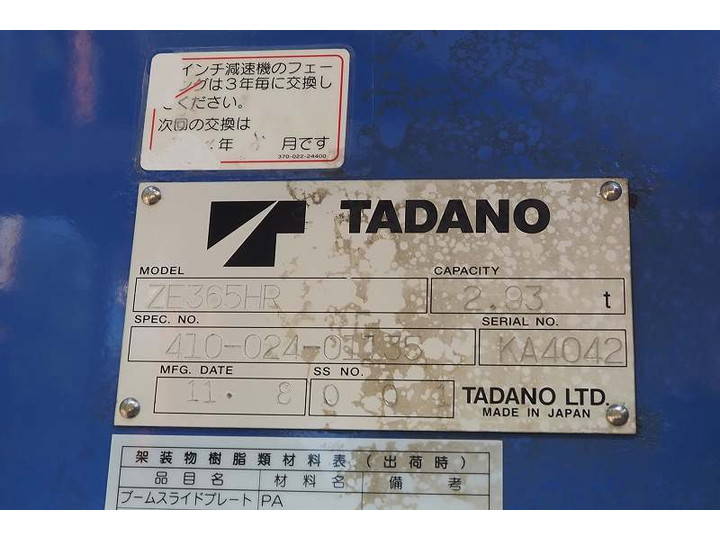 インチ減速機のフェー
ングは3年毎に交換し
ください。
次回の交換は
年 月です
370-022-24400
TADANO
MODEL
CAPACITY
ZE365HR
2.93 t
SPEC. NO.
SERIAL NO.
410-024-01135
KA4042
MFG. DATE
SS NO.
11. 8
0 0 1
TADANO LTD.
MADE IN JAPAN
架装物樹脂類材料表(出荷時)
品目名 材料名 備考
ブームスライドプレート PA